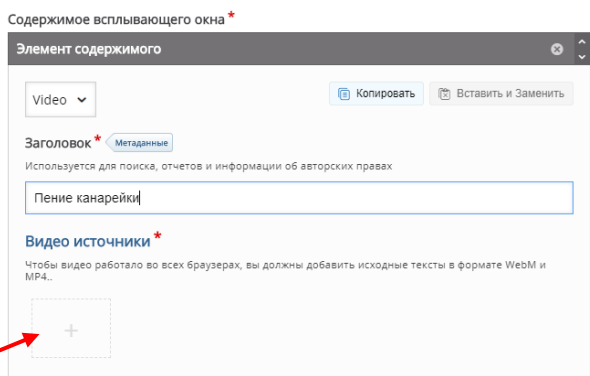 Содержимое всплывающего окна *
Элемент содержимого
Video
Копировать
Вставить и Заменить
Заголовок * Метаданные
Используется для поиска, отчетов и информации об авторских правах
Пение канарейки
Видео источники *
Чтобы видео работало во всех браузерах, вы должны добавить исходные тексты в формате WebM и
MP4..
+